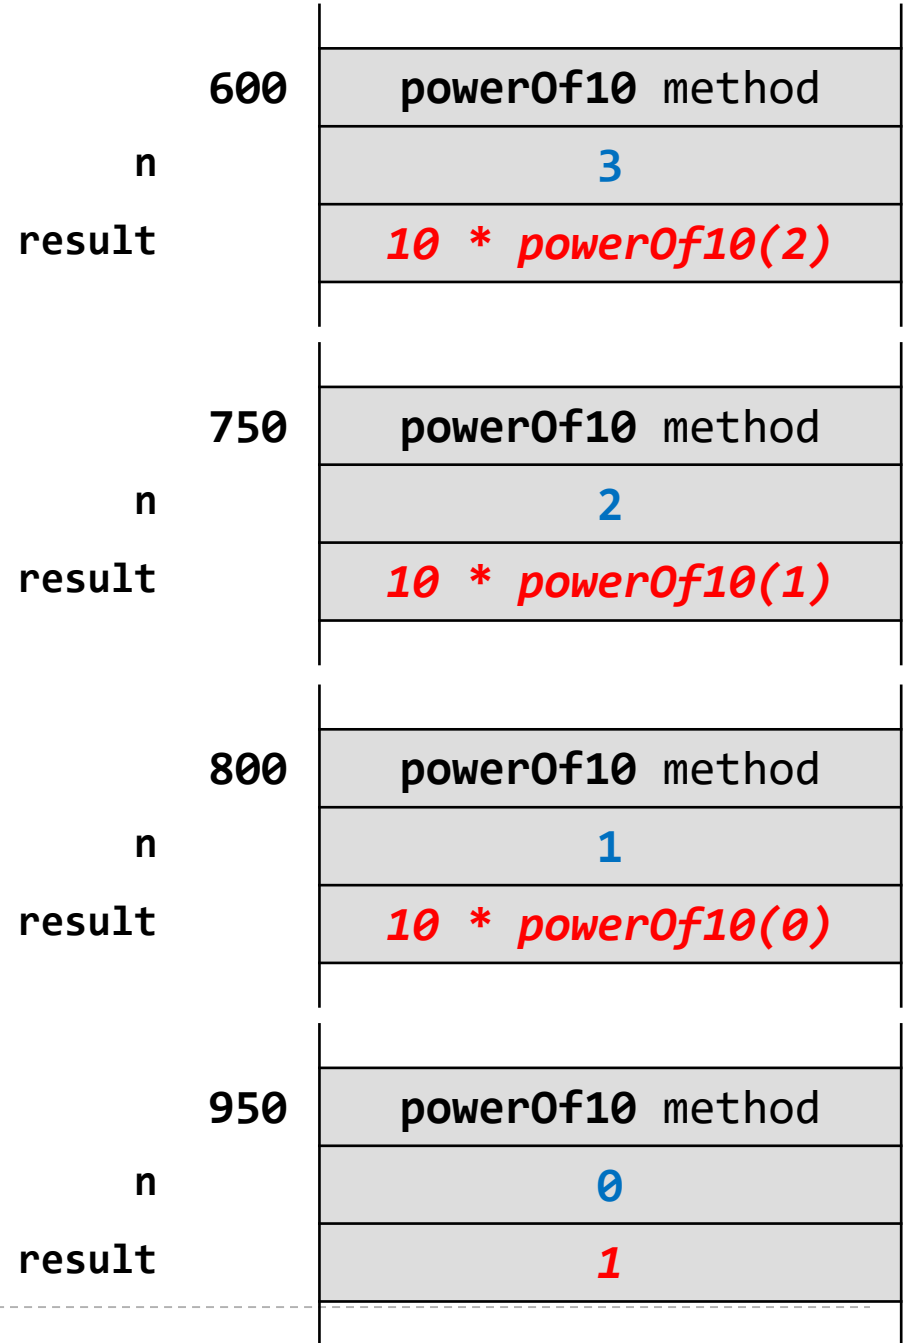 600 powerOf10 method
n 3
result 10 * powerOf10(2)
750 powerOf10 method
n 2
result 10 * powerOf10(1)
800 powerOf10 method
n 1
result 10 * powerOf10(0)
950 powerOf10 method
n 0
result 1